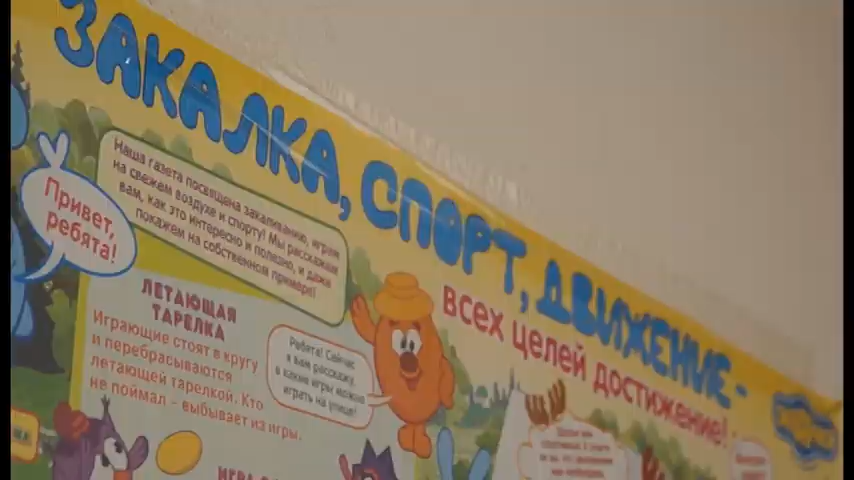 ЗАКАЛКА, СПОРТ, ДВИЖЕНИЕ -
всех целей достижение!
Привет,
ребята!
Наша газета посвящена закаливанию, играм
на свежем воздухе и спорту! Мы расскажем
вам, как это интересно и полезно, и даже
покажем на собственном примере!
ЛЕТАЮЩАЯ
ТАРЕЛКА
Играющие стоят в кругу
и перебрасываются
летающей тарелкой. Кто
не поймал – выбывает из игры.
Ребята! Сейчас
я вам расскажу,
в какие игры можно
играть на улице!
ИГРА